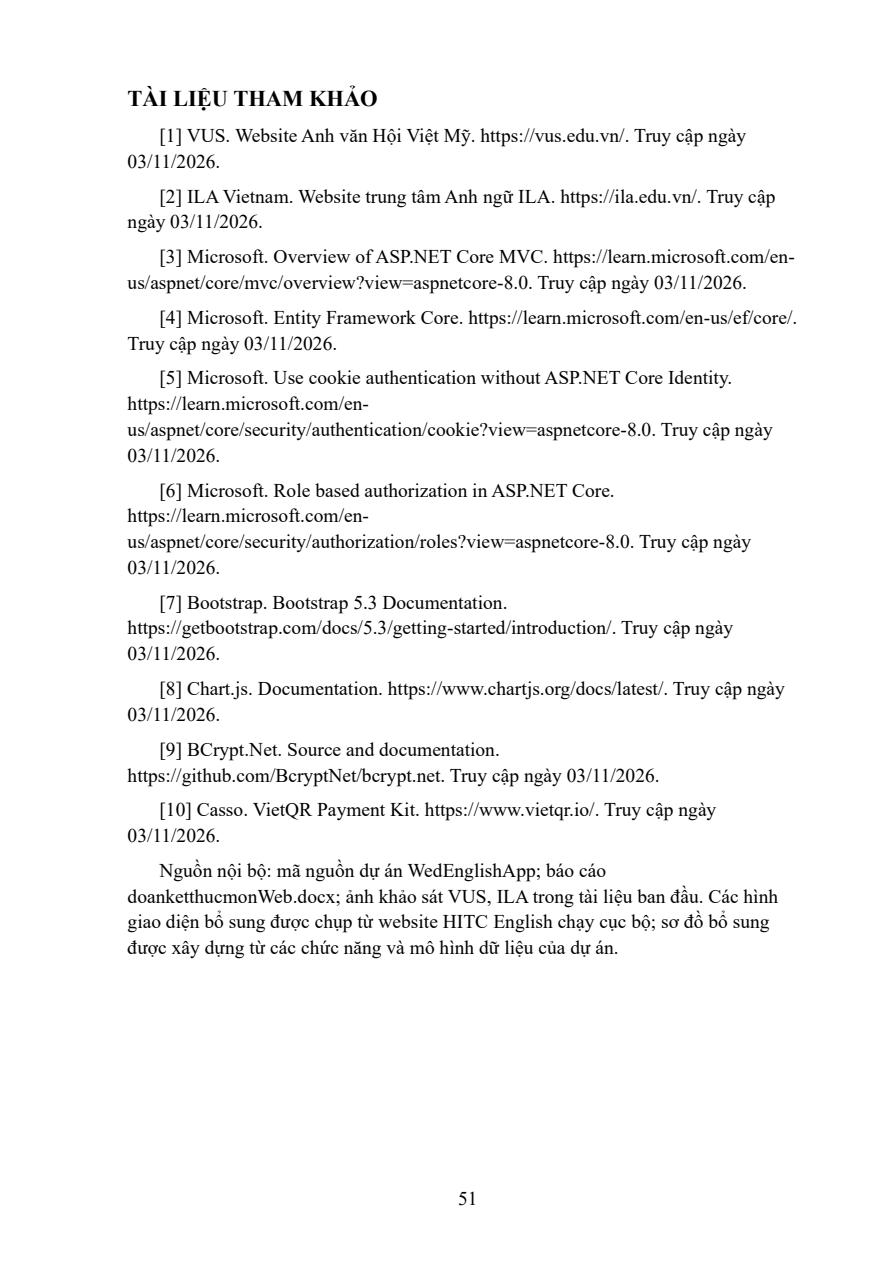 TÀI LIỆU THAM KHẢO
[1] VUS. Website Anh văn Hội Việt Mỹ. https://vus.edu.vn/. Truy cập ngày
03/11/2026.
[2] ILA Vietnam. Website trung tâm Anh ngữ ILA. https://ila.edu.vn/. Truy cập
ngày 03/11/2026.
[3] Microsoft. Overview of ASP.NET Core MVC. https://learn.microsoft.com/en-
us/aspnet/core/mvc/overview?view=aspnetcore-8.0. Truy cập ngày 03/11/2026.
[4] Microsoft. Entity Framework Core. https://learn.microsoft.com/en-us/ef/core/.
Truy cập ngày 03/11/2026.
[5] Microsoft. Use cookie authentication without ASP.NET Core Identity.
https://learn.microsoft.com/en-
us/aspnet/core/security/authentication/cookie?view=aspnetcore-8.0. Truy cập ngày
03/11/2026.
[6] Microsoft. Role based authorization in ASP.NET Core.
https://learn.microsoft.com/en-
us/aspnet/core/security/authorization/roles?view=aspnetcore-8.0. Truy cập ngày
03/11/2026.
[7] Bootstrap. Bootstrap 5.3 Documentation.
https://getbootstrap.com/docs/5.3/getting-started/introduction/. Truy cập ngày
03/11/2026.
[8] Chart.js. Documentation. https://www.chartjs.org/docs/latest/. Truy cập ngày
03/11/2026.
[9] BCrypt.Net. Source and documentation.
https://github.com/BcryptNet/bcrypt.net. Truy cập ngày 03/11/2026.
[10] Casso. VietQR Payment Kit. https://www.vietqr.io/. Truy cập ngày
03/11/2026.
Nguồn nội bộ: mã nguồn dự án WedEnglishApp; báo cáo
doanketthucmonWeb.docx; ảnh khảo sát VUS, ILA trong tài liệu ban đầu. Các hình
giao diện bổ sung được chụp từ website HITC English chạy cục bộ; sơ đồ bổ sung
được xây dựng từ các chức năng và mô hình dữ liệu của dự án.
51